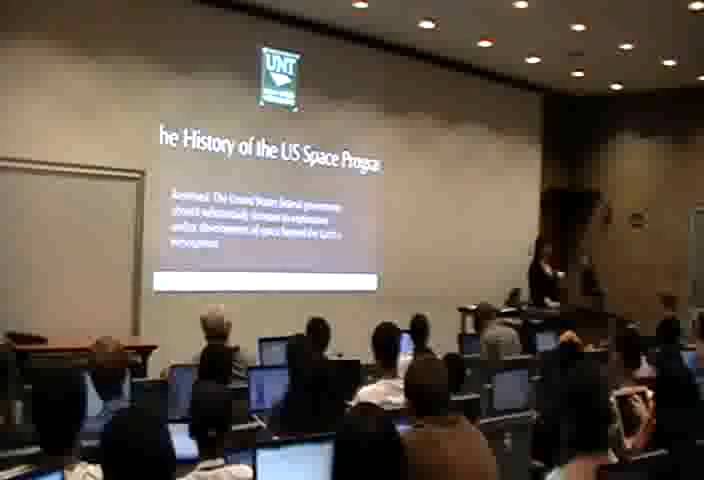 UNT
he History of the US Space Progra
Resolved: The United States federal government
should substantially increase its exploration
and/or development of space beyond the Earth's
mesosphere